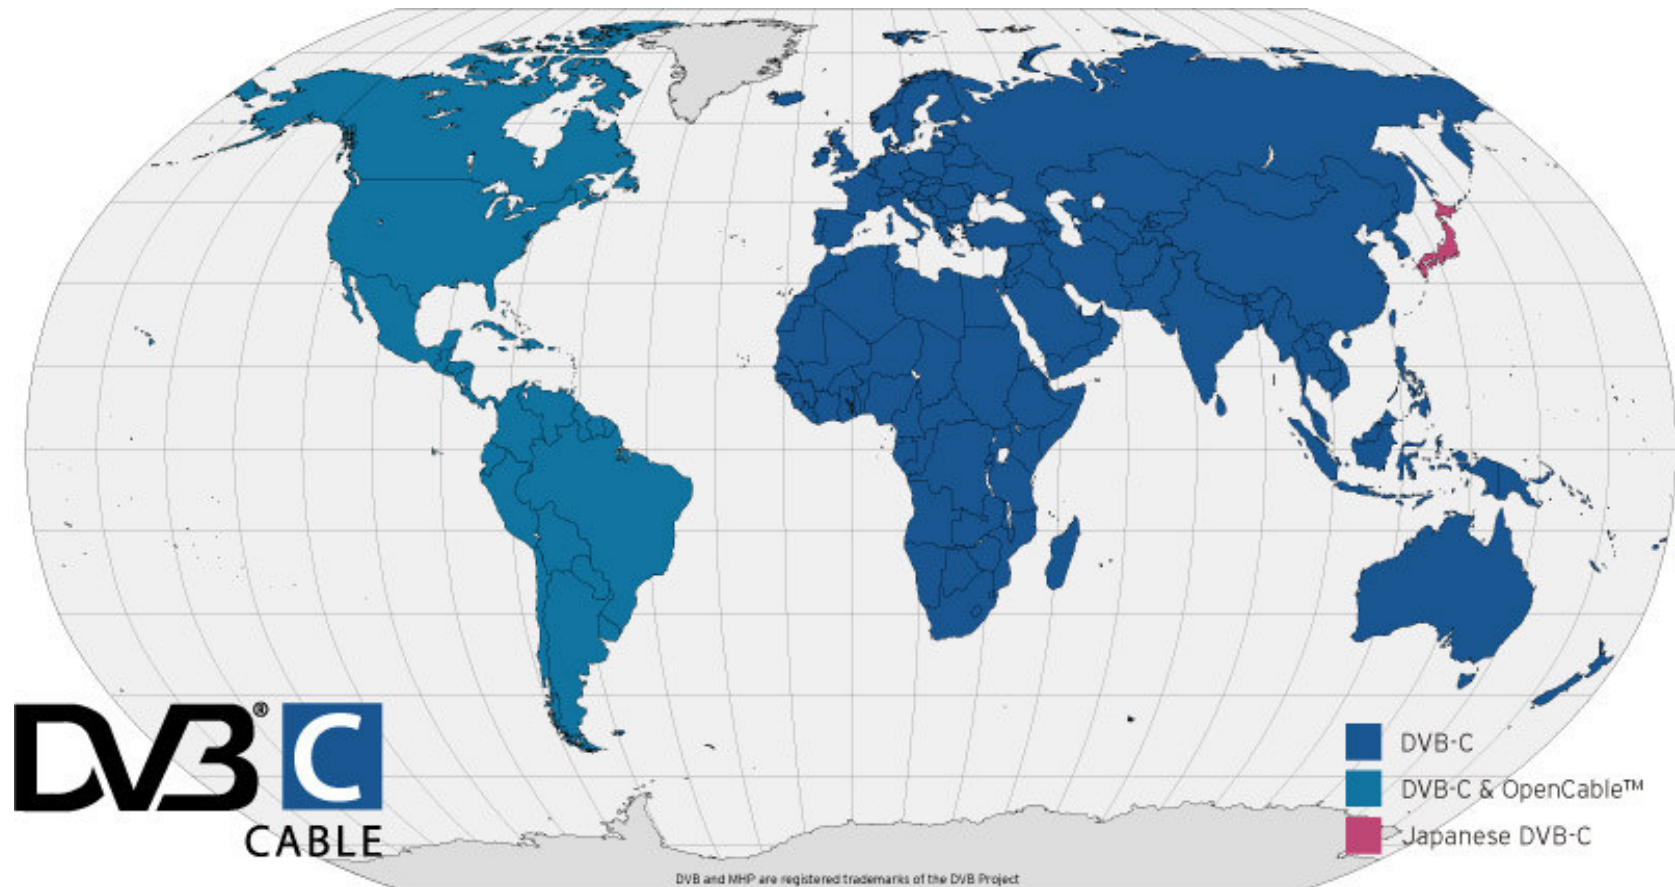 DVB®C
CABLE
DVB-C
DVB-C & OpenCable™
Japanese DVB-C
DVB and MHP are registered trademarks of the DVB Project